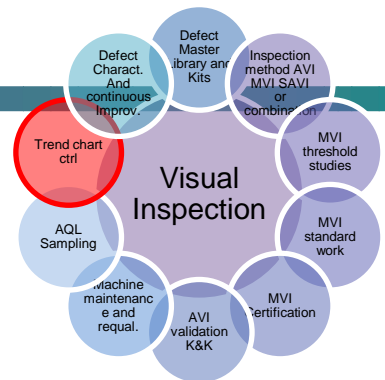 Defect
Master
Library and
Kits
Inspection
method AVI
MVI SAVI
or
combination
MVI
threshold
studies
MVI
standard
work
MVI
Certification
AVI
validation
K&K
Machine
maintenanc
e and
requal.
AQL
Sampling
Trend chart
ctrl
Defect
Charact.
And
continuous
Improv.
Visual
Inspection